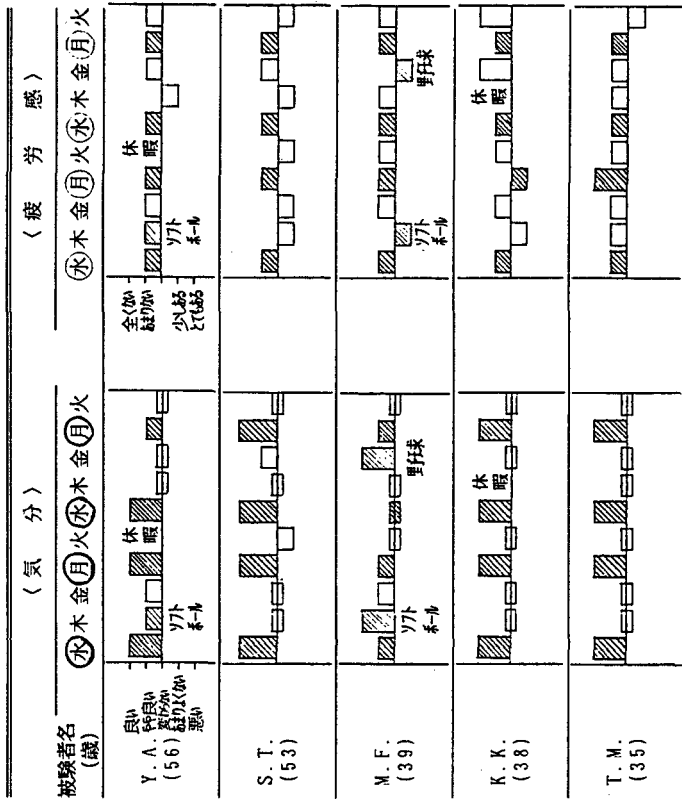 〈気 分〉
〈疲 労 感〉
被験者名
(歳)
水 木 金 月 火 水 木 金 月 火
水 木 金 月 火 水 木 金 月 火
Y.A.
(56)
良い
やや良い
変わらない
あまりよくない
悪い
ソフト
ボール
休暇
全くない
あまりない
少しある
とてもある
ソフト
ボール
休暇
S.T.
(53)
M.F.
(39)
ソフト
ボール
野球
ソフト
ボール
野球
K.K.
(38)
休暇
休暇
T.M.
(35)